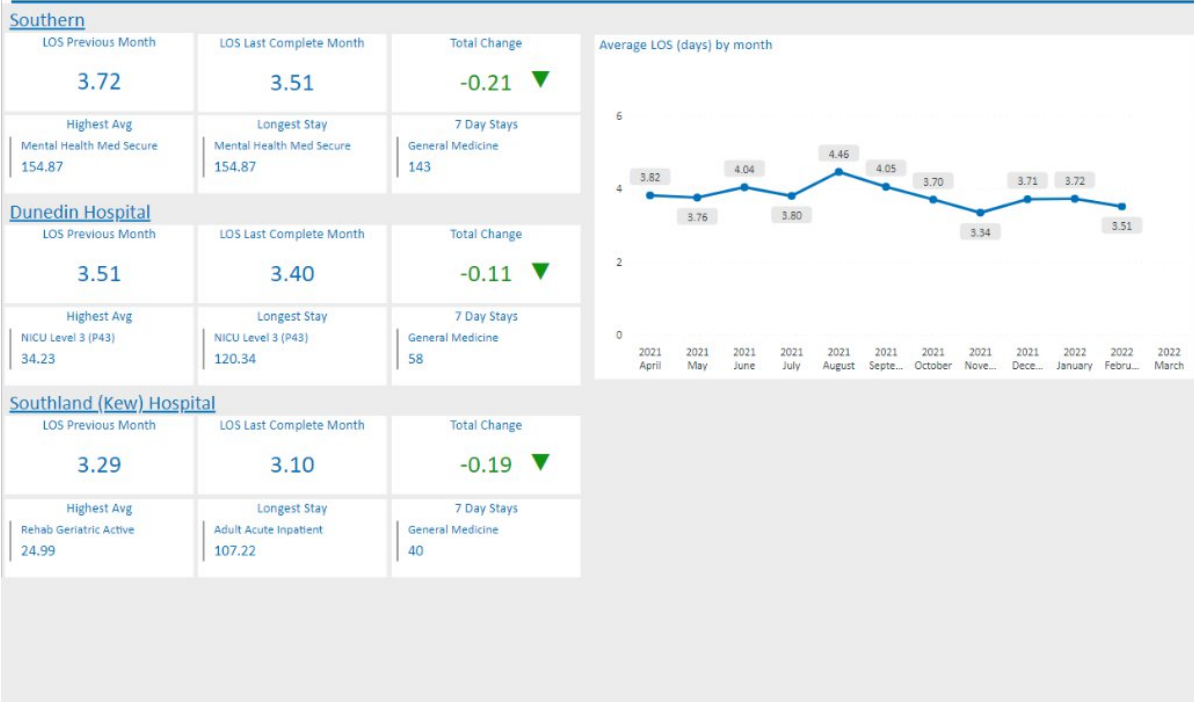 Southern
LOS Previous Month
LOS Last Complete Month
Total Change
3.72
3.51
-0.21
Highest Avg
Longest Stay
7 Day Stays
Mental Health Med Secure
Mental Health Med Secure
General Medicine
154.87
154.87
143
Dunedin Hospital
LOS Previous Month
LOS Last Complete Month
Total Change
3.51
3.40
-0.11
Highest Avg
Longest Stay
7 Day Stays
NICU Level 3 (P43)
NICU Level 3 (P43)
General Medicine
34.23
120.34
58
Southland (Kew) Hospital
LOS Previous Month
LOS Last Complete Month
Total Change
3.29
3.10
-0.19
Highest Avg
Longest Stay
7 Day Stays
Rehab Geriatric Active
Adult Acute Inpatient
General Medicine
24.99
107.22
40
Average LOS (days) by month
6
4
2
0
3.82
3.76
4.04
3.80
4.46
4.05
3.70
3.34
3.71
3.72
3.51
2021 2021 2021 2021 2021 2021 2021 2021 2021 2022 2022 2022
April May June July August Septe... October Nove... Dece... January Febru... March